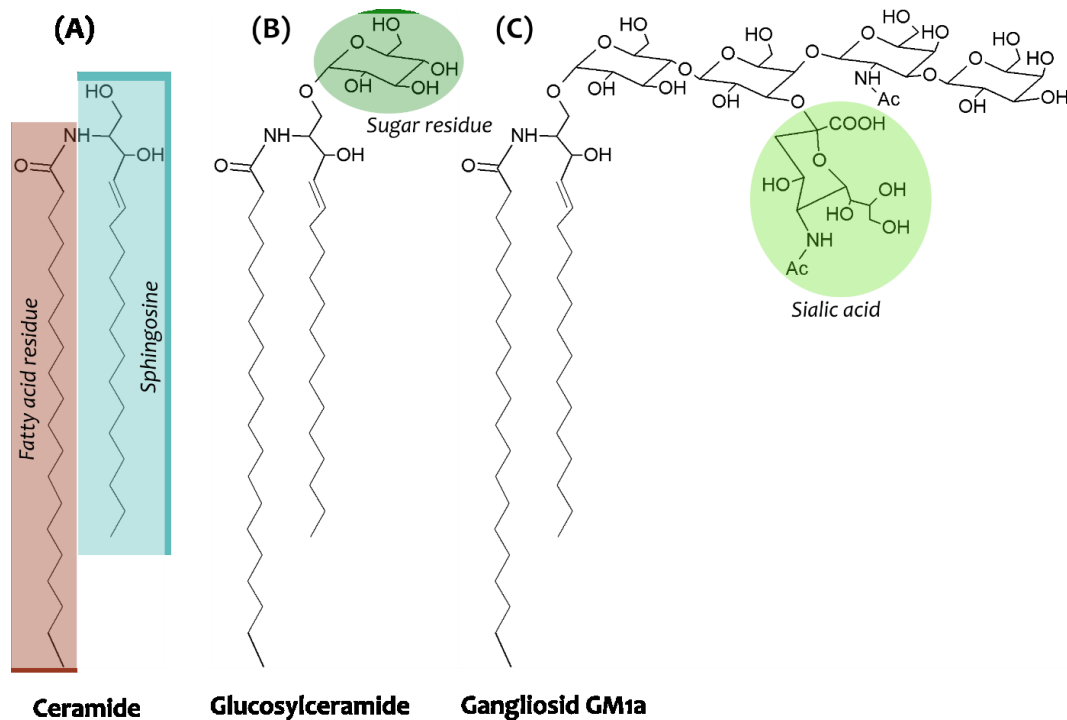 (A)
(B)
(C)
HO
NH
OH
O
Fatty acid residue
Sphingosine
HO
O
OH
OH
HO
O
Sugar residue
NH
OH
O
HO
O
O
OH
HO
O
O
OH
O
O
HO
OH
O
O
NH
Ac
HO
OH
O
OH
OH
O
NH
OH
O
COOH
O
HO
OH
HO
OH
NH
Ac
Sialic acid
Ceramide
Glucosylceramide
Gangliosid GM1a